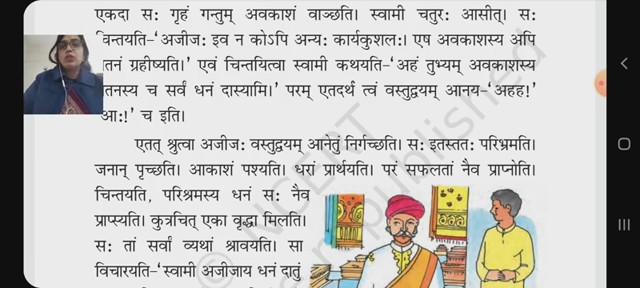 एकदा स: गृहं गन्तुम् अवकाशं वाञ्छति। स्वामी चतुर: आसीत्। स:
चिन्तयति-‘अजीज: इव न कोऽपि अन्य: कार्यकुशल:। एष अवकाशस्य अपि
ग्रहीष्यति।’ एवं चिन्तयित्वा स्वामी कथयति-‘अहं तुभ्यम् अवकाशस्य
च सर्वं धनं दास्यामि।’ परम् एतदर्थं त्वं वस्तुद्वयम् आनय-‘अहह!’
‘आ:!’ च इति।
एतत् श्रुत्वा अजीज: वस्तुद्वयम् आनेतुं निर्गच्छति। स: इतस्तत: परिभ्रमति।
जनान् पृच्छति। आकाशं पश्यति। धरां प्रार्थयति। परं सफलतां नैव प्राप्नोति।
चिन्तयति, परिश्रमस्य धनं स: नैव
प्राप्स्यति। कुत्रचित् एका वृद्धा मिलति।
स: तां सर्वां व्यथां श्रावयति। सा
विचारयति-‘स्वामी अजीजाय धनं दातुं
© NCERT
published